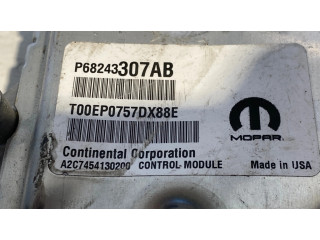 P68243307AB
T00EP0757DX88E
MOPAR
Continental Corporation
A2C7454130200 CONTROL MODULE Made in USA